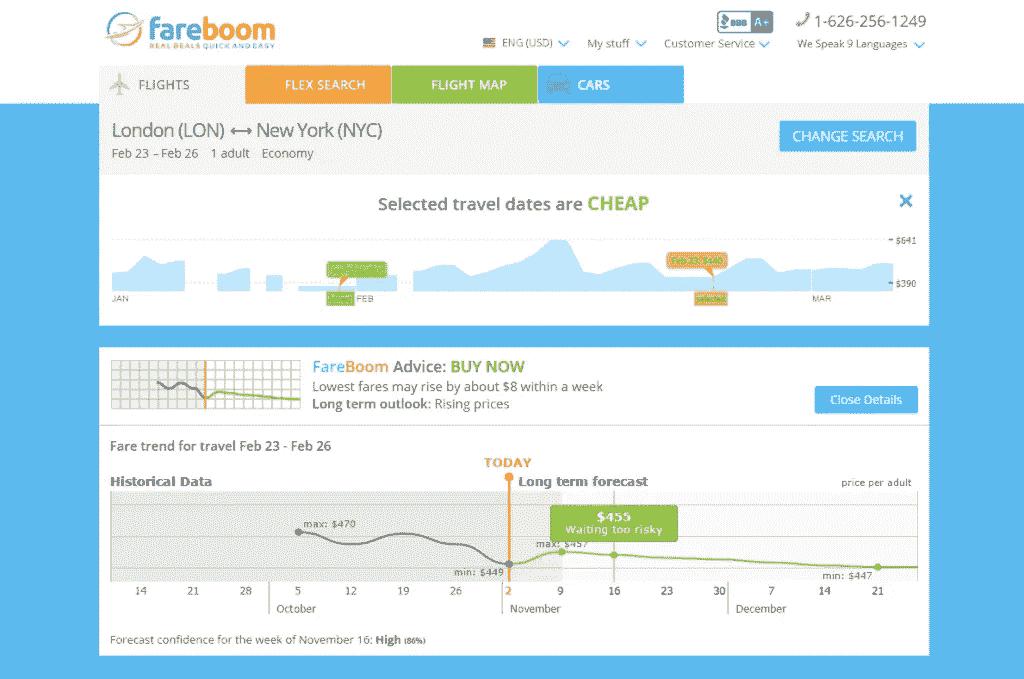 fareboom
REAL DEALS QUICK AND EASY
BBB A+
1-626-256-1249
ENG (USD) My stuff Customer Service We Speak 9 Languages
FLIGHTS FLEX SEARCH FLIGHT MAP CARS
London (LON) ↔ New York (NYC)
Feb 23 – Feb 26 1 adult Economy
CHANGE SEARCH
Selected travel dates are CHEAP
$641
Feb 23, $440
$390
JAN FEB MAR
FareBoom Advice: BUY NOW
Lowest fares may rise by about $8 within a week
Long term outlook: Rising prices
Close Details
Fare trend for travel Feb 23 - Feb 26
TODAY
Historical Data Long term forecast price per adult
$455
Waiting too risky
max: $470
max: $457
min: $449
min: $447
14 21 28 5 12 19 26 2 9 16 23 30 7 14 21
October November December
Forecast confidence for the week of November 16: High (86%)